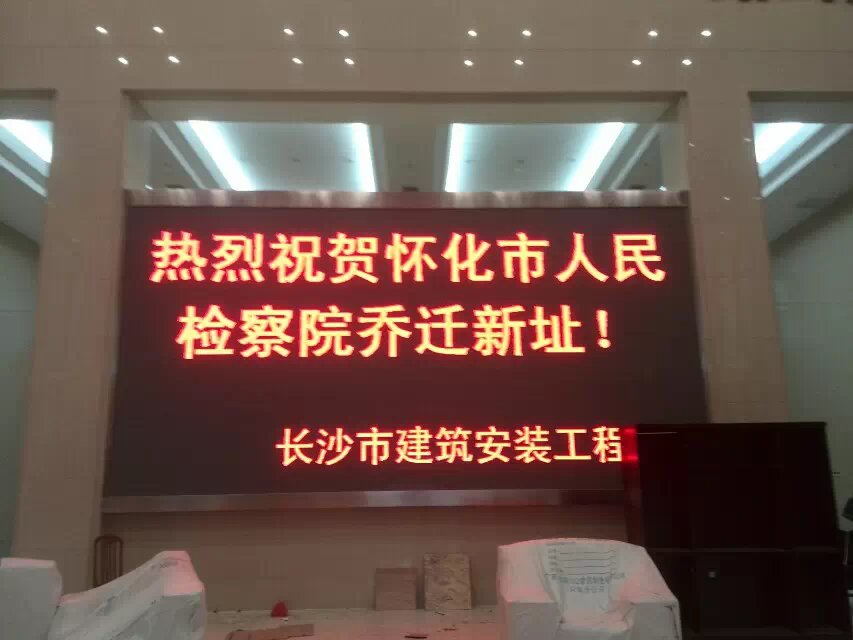 热烈祝贺怀化市人民
检察院乔迁新址！
长沙市建筑安装工程